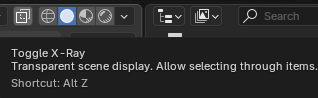 Search
Toggle X-Ray
Transparent scene display. Allow selecting through items.
Shortcut: Alt Z